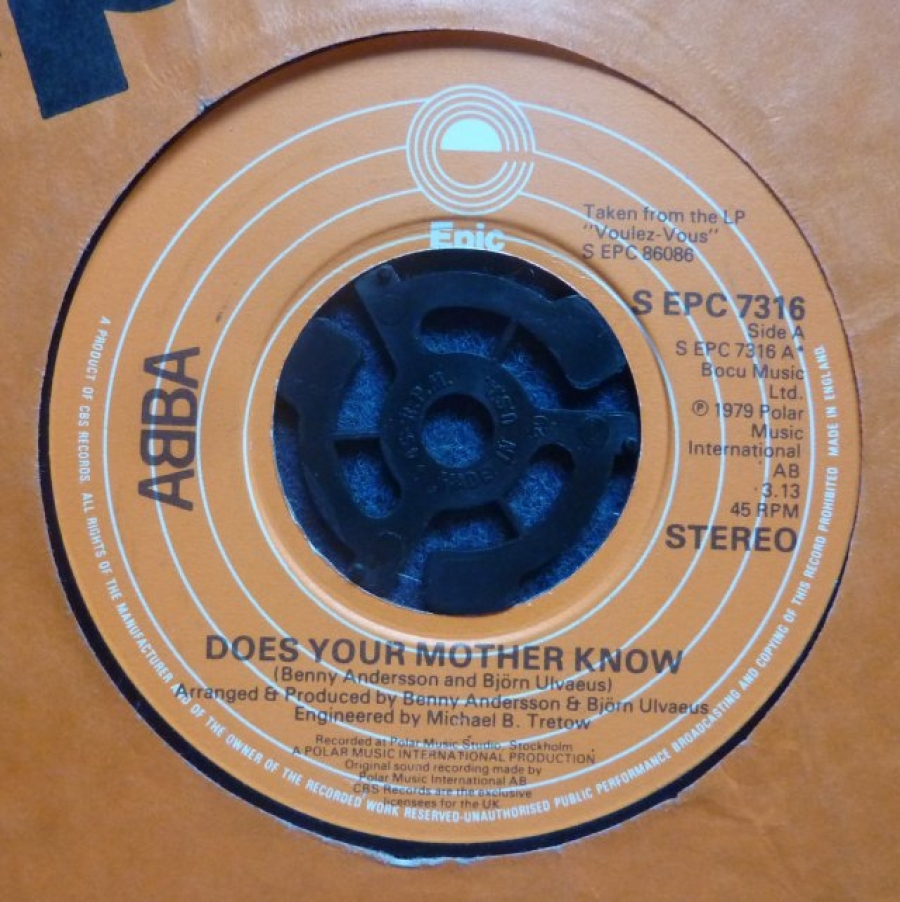 Epic
Taken from the LP
"Voulez-Vous"
S EPC 86086
S EPC 7316
Side A
S EPC 7316 A*
Bocu Music
Ltd.
℗ 1979 Polar
Music
International
AB
3.13
45 RPM
STEREO
ABBA
DOES YOUR MOTHER KNOW
(Benny Andersson and Björn Ulvaeus)
Arranged & Produced by Benny Andersson & Björn Ulvaeus
Engineered by Michael B. Tretow
Recorded at Polar Music Studio, Stockholm
A POLAR MUSIC INTERNATIONAL PRODUCTION
Original sound recording made by
Polar Music International AB
CBS Records are the exclusive
licensees for the UK
A PRODUCT OF CBS RECORDS. ALL RIGHTS OF THE MANUFACTURER AND OF THE OWNER OF THE RECORDED WORK RESERVED-UNAUTHORISED PUBLIC PERFORMANCE BROADCASTING AND COPYING OF THIS RECORD PROHIBITED MADE IN ENGLAND.
R.P.M.
MADE IN USA